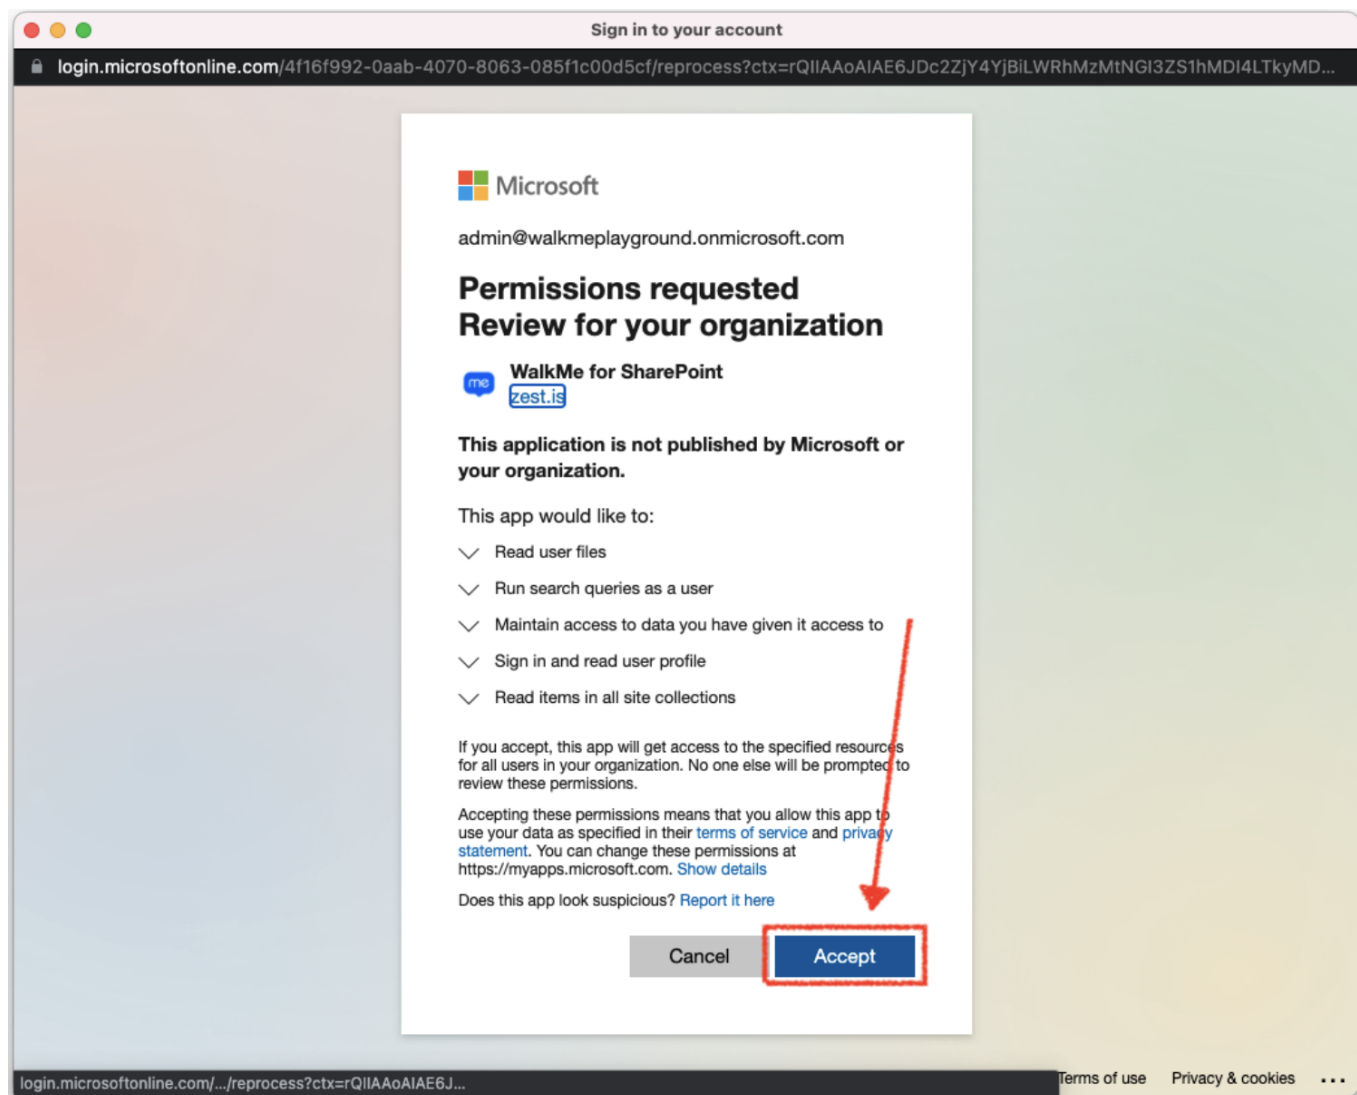 Sign in to your account
login.microsoftonline.com/4f16f992-0aab-4070-8063-085f1c00d5cf/reprocess?ctx=rQIIAAoAIAE6JDc2ZjY4YjBiLWRhMzMtNGI3ZS1hMDI4LTkyMD...
Microsoft
admin@walkmeplayground.onmicrosoft.com
Permissions requested
Review for your organization
me
WalkMe for SharePoint
zest.is
This application is not published by Microsoft or
your organization.
This app would like to:
Read user files
Run search queries as a user
Maintain access to data you have given it access to
Sign in and read user profile
Read items in all site collections
If you accept, this app will get access to the specified resources
for all users in your organization. No one else will be prompted to
review these permissions.
Accepting these permissions means that you allow this app to
use your data as specified in their terms of service and privacy
statement. You can change these permissions at
https://myapps.microsoft.com. Show details
Does this app look suspicious? Report it here
Cancel Accept
login.microsoftonline.com/.../reprocess?ctx=rQIIAAoAIAE6J...
Terms of use Privacy & cookies ...